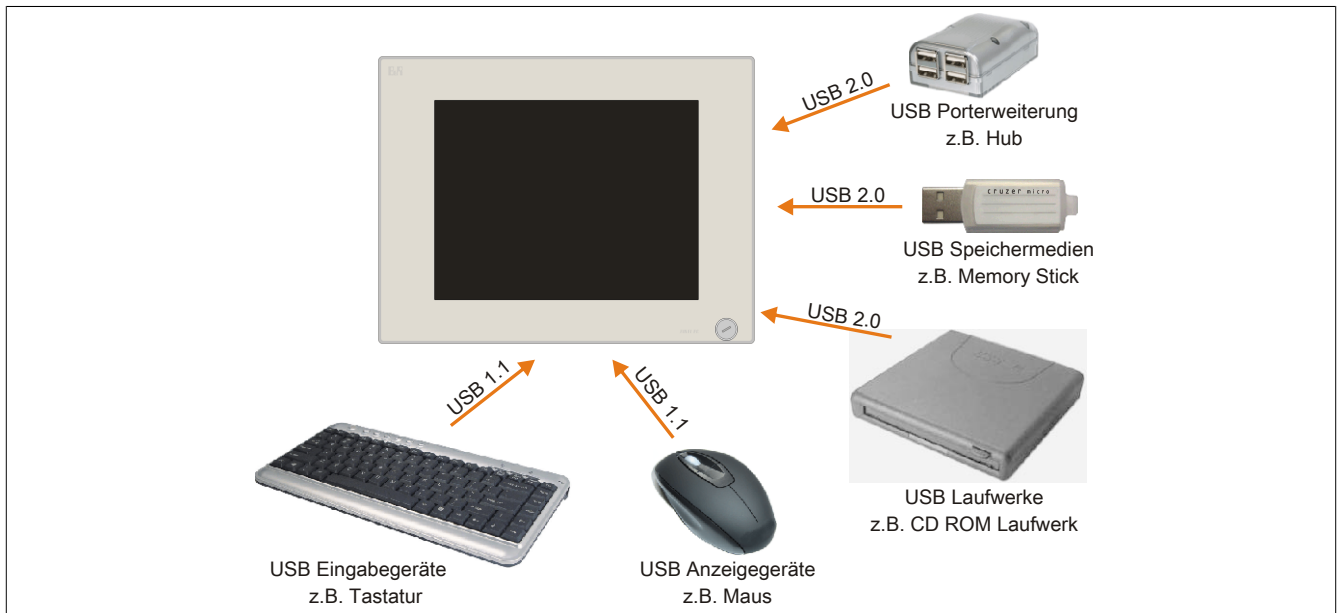 USB 2.0
USB Porterweiterung
z.B. Hub
cruzer micro
USB 2.0
USB Speichermedien
z.B. Memory Stick
USB 2.0
USB 1.1
USB 1.1
USB Laufwerke
z.B. CD ROM Laufwerk
USB Eingabegeräte
z.B. Tastatur
USB Anzeigegeräte
z.B. Maus